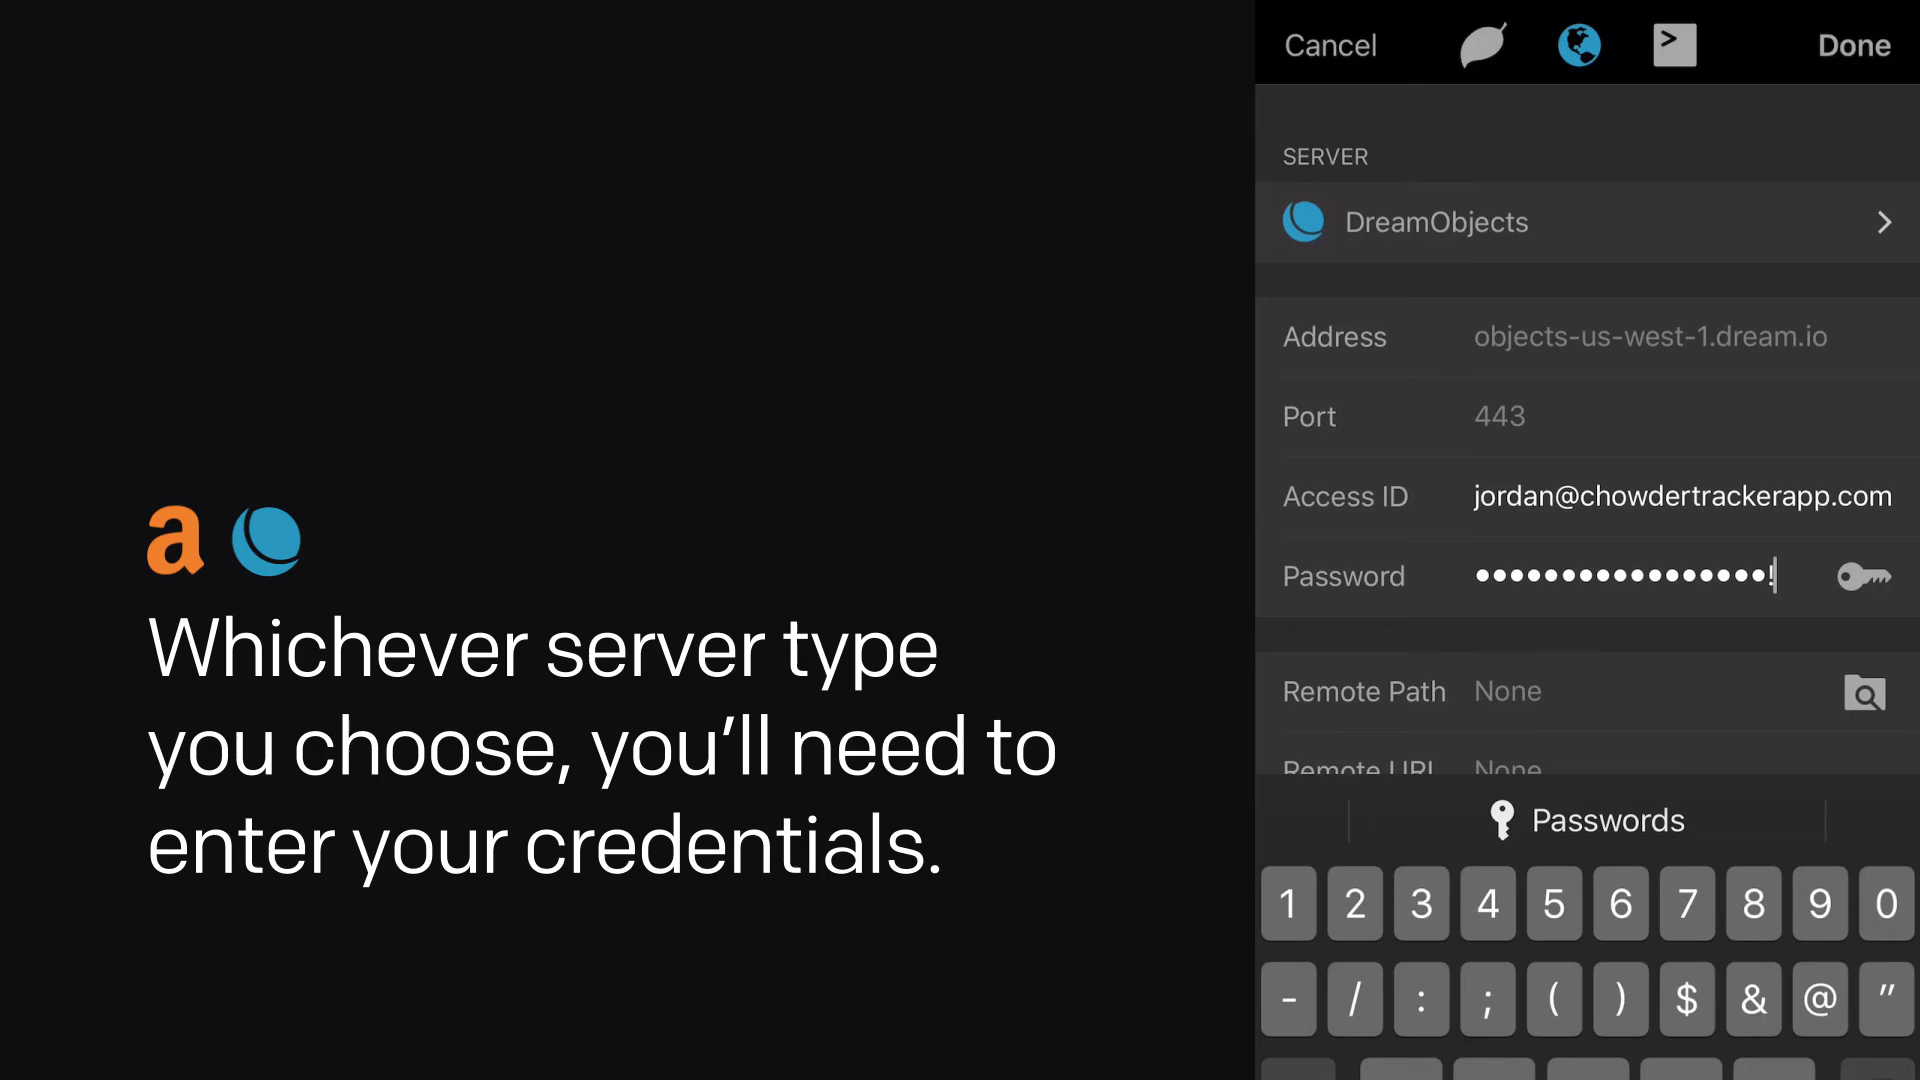 a
Whichever server type
you choose, you’ll need to
enter your credentials.
Cancel
Done
SERVER
DreamObjects
Address objects-us-west-1.dream.io
Port 443
Access ID jordan@chowdertrackerapp.com
Password •••••••••••••••••!
Remote Path None
Remote URL None
Passwords
1 2 3 4 5 6 7 8 9 0
- / : ; ( ) $ & @ "